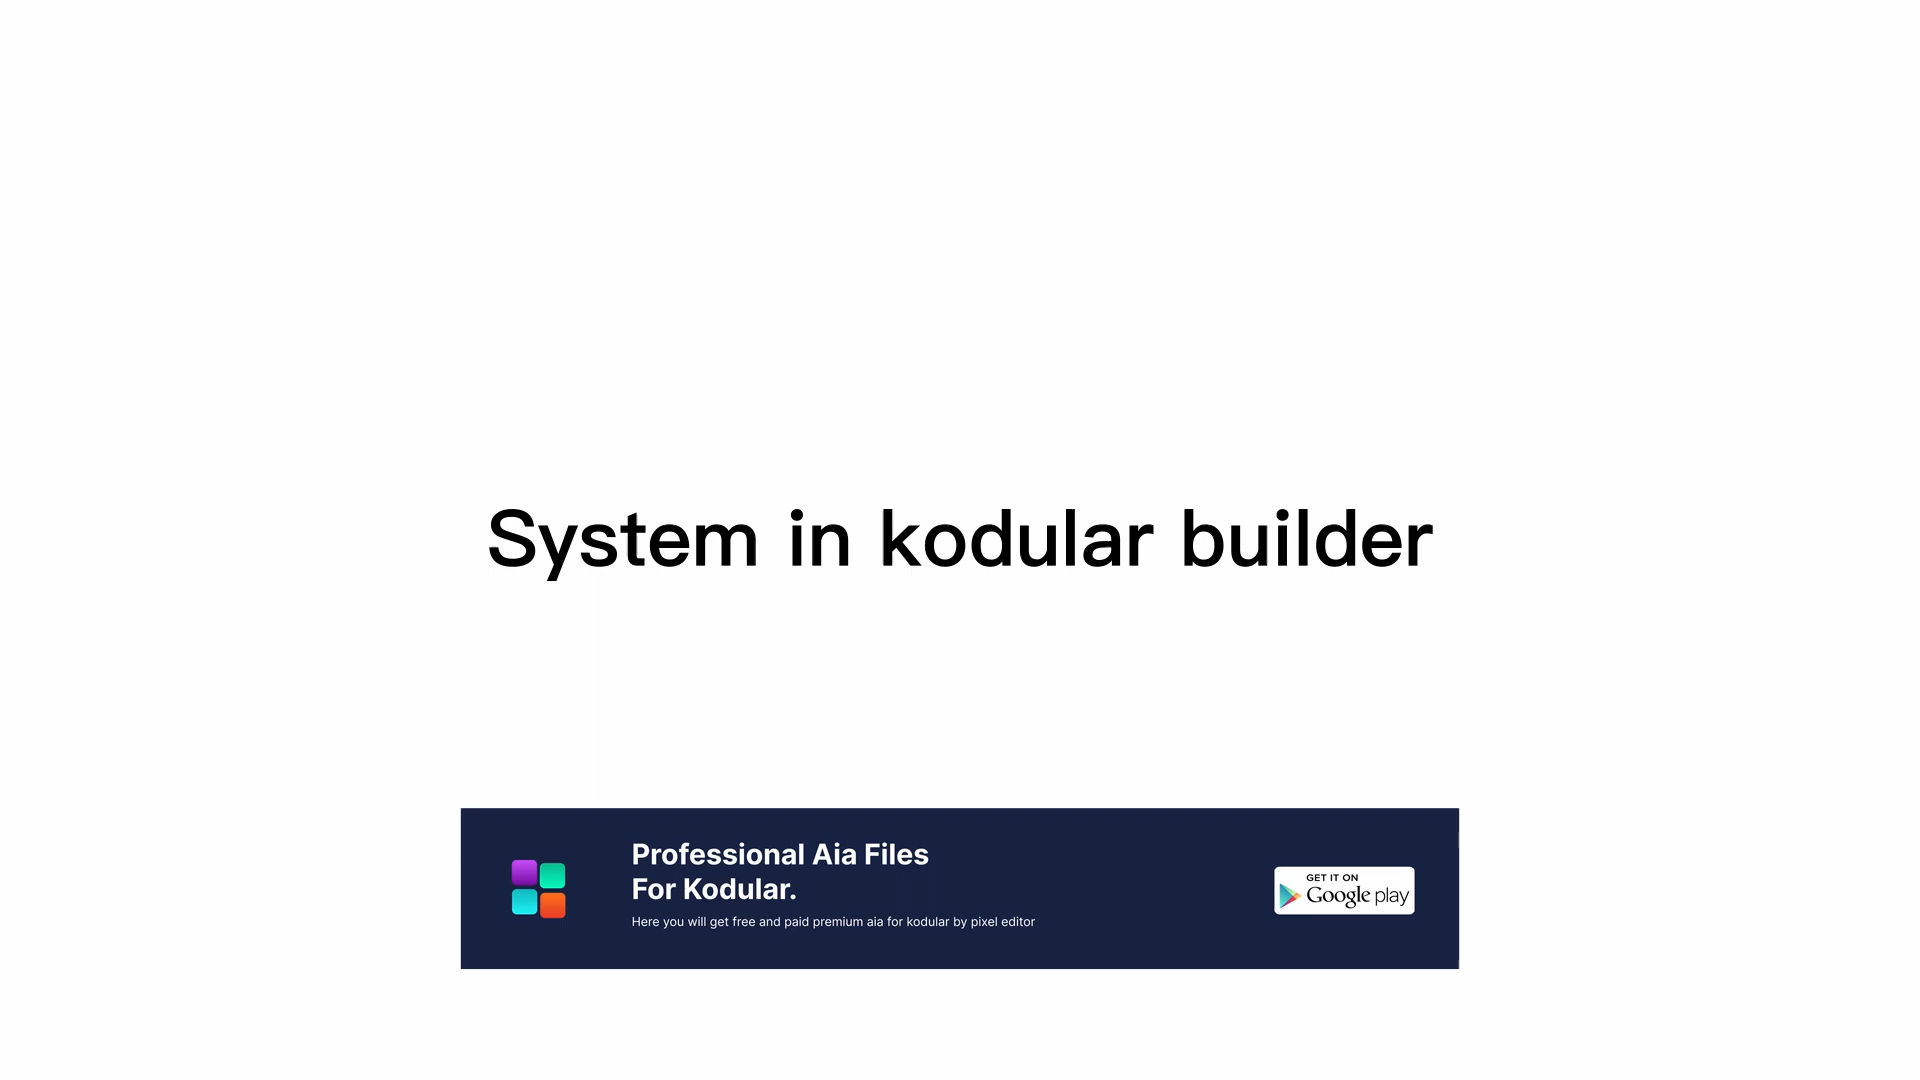 System in kodular builder
Professional Aia Files
For Kodular.
Here you will get free and paid premium aia for kodular by pixel editor
GET IT ON
Google play